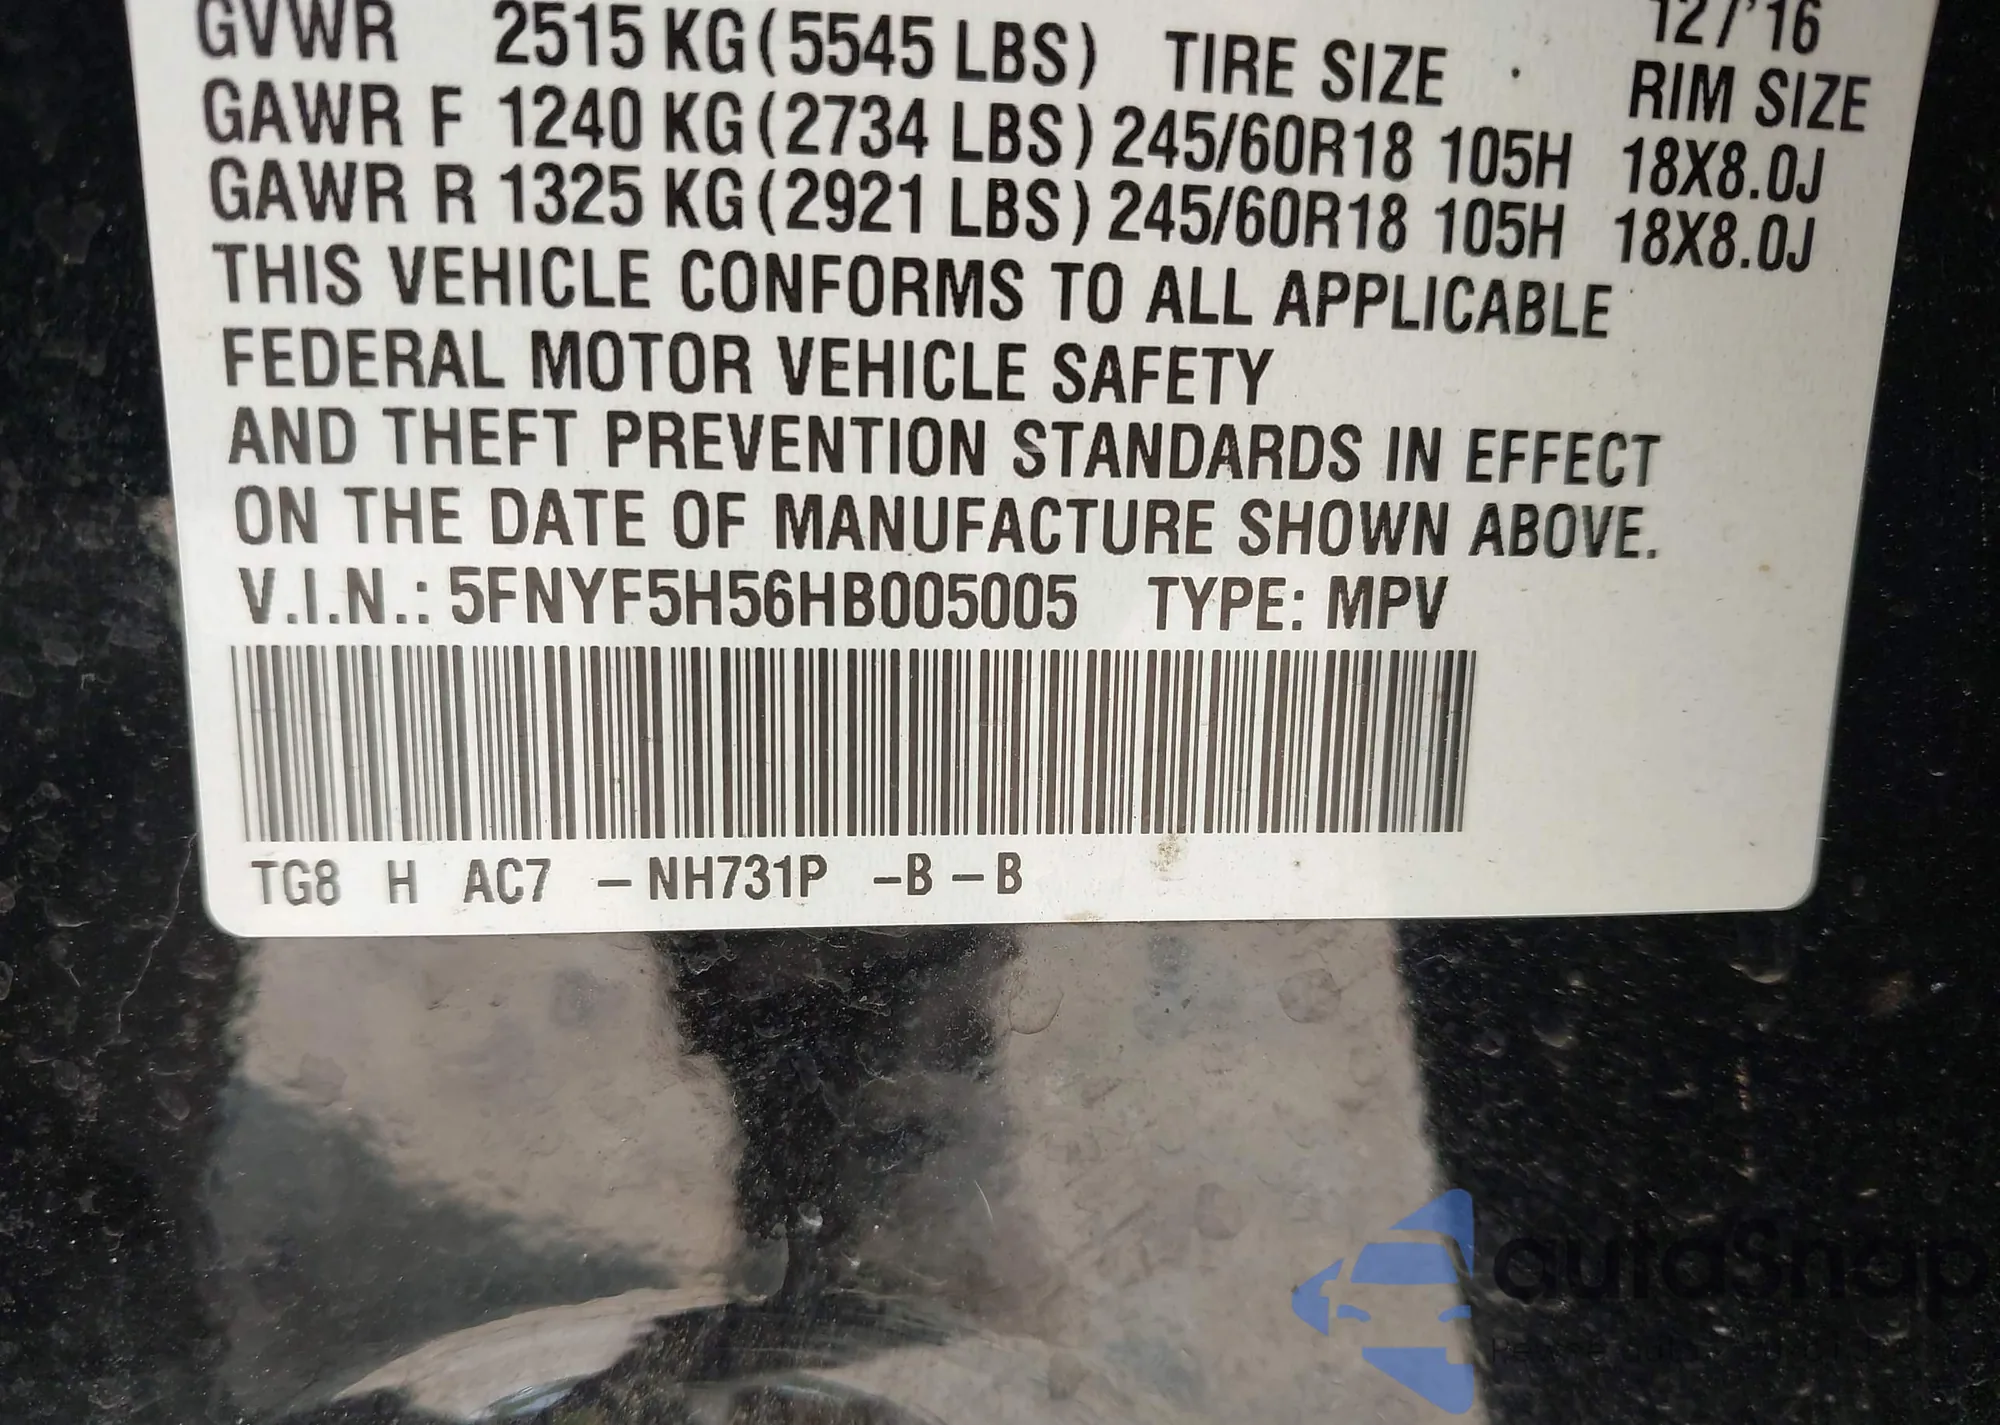 12/'16
GVWR 2515 KG (5545 LBS) TIRE SIZE RIM SIZE
GAWR F 1240 KG (2734 LBS) 245/60R18 105H 18X8.0J
GAWR R 1325 KG (2921 LBS) 245/60R18 105H 18X8.0J
THIS VEHICLE CONFORMS TO ALL APPLICABLE
FEDERAL MOTOR VEHICLE SAFETY
AND THEFT PREVENTION STANDARDS IN EFFECT
ON THE DATE OF MANUFACTURE SHOWN ABOVE.
V.I.N.: 5FNYF5H56HB005005 TYPE: MPV
TG8 H AC7 – NH731P –B – B
autoSnap